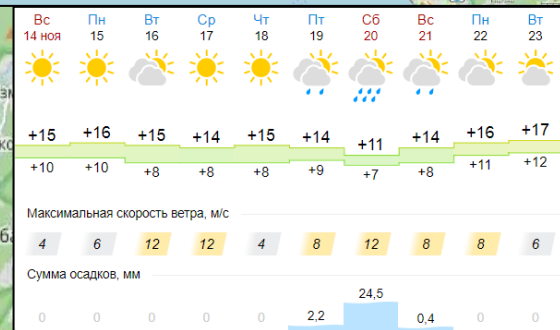 Вс Пн Вт Ср Чт Пт Сб Вс Пн Вт
14 ноя 15 16 17 18 19 20 21 22 23
+15 +16 +15 +14 +15 +14 +11 +14 +16 +17
+10 +10 +8 +8 +8 +9 +7 +8 +11 +12
Максимальная скорость ветра, м/с
4 6 12 12 4 8 12 8 8 6
Сумма осадков, мм
0 0 0 0 0 2,2 24,5 0,4 0 0